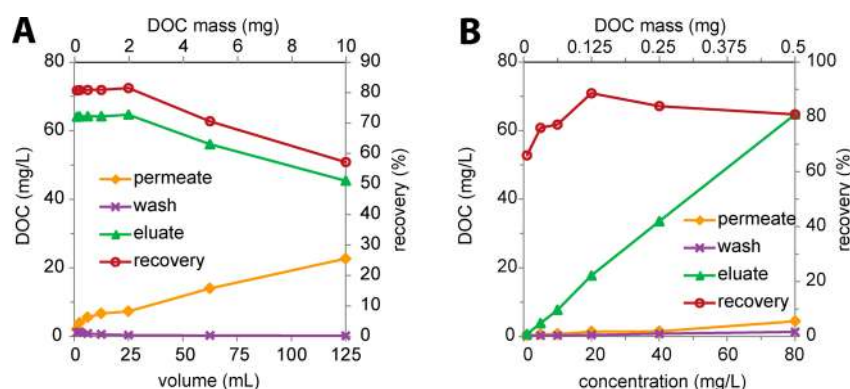 A
DOC mass (mg)
0 2 4 6 8 10
80 90
80
60 70
60
40 50
40
20 30
20
10
0 0
DOC (mg/L)
recovery (%)
permeate
wash
eluate
recovery
0 25 50 75 100 125
volume (mL)
B
DOC mass (mg)
0 0.125 0.25 0.375 0.5
80 100
60 80
60
40
40
20
20
0 0
DOC (mg/L)
recovery (%)
permeate
wash
eluate
recovery
0 20 40 60 80
concentration (mg/L)